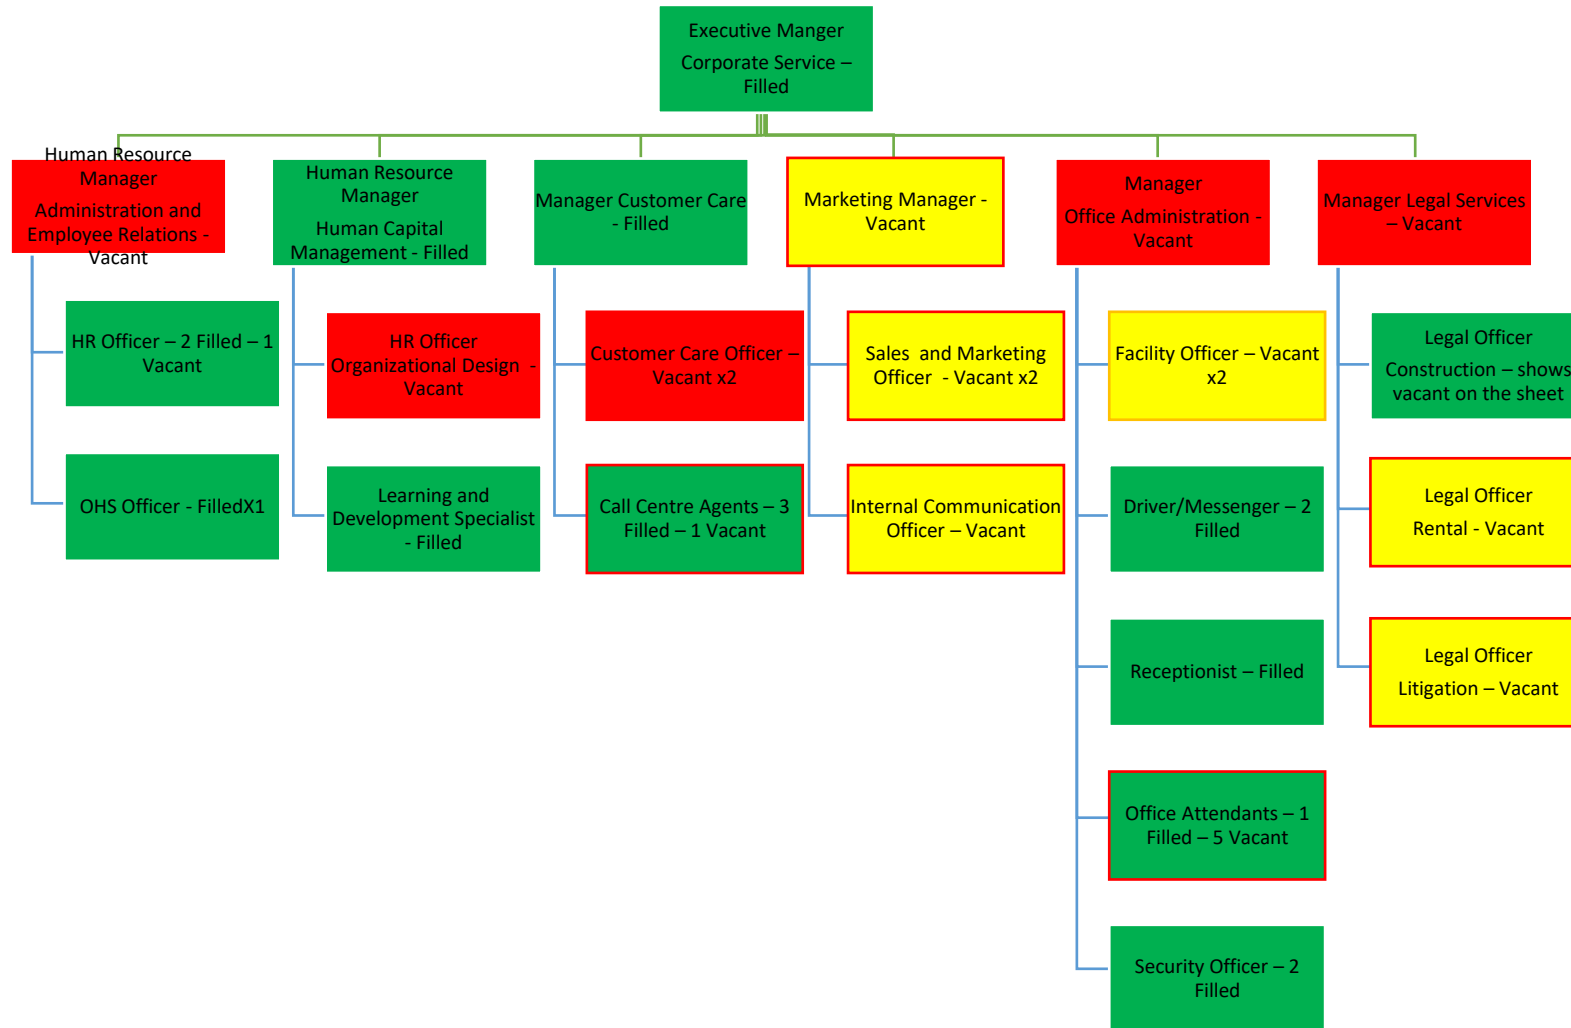 Executive Manger
Corporate Service –
Filled
Human Resource
Manager
Administration and
Employee Relations -
Vacant
Human Resource
Manager
Human Capital
Management - Filled
Manager Customer Care
- Filled
Marketing Manager -
Vacant
Manager
Office Administration -
Vacant
Manager Legal Services
– Vacant
HR Officer – 2 Filled – 1
Vacant
OHS Officer - FilledX1
HR Officer
Organizational Design -
Vacant
Learning and
Development Specialist
- Filled
Customer Care Officer –
Vacant x2
Call Centre Agents – 3
Filled – 1 Vacant
Sales and Marketing
Officer - Vacant x2
Internal Communication
Officer – Vacant
Facility Officer – Vacant
x2
Driver/Messenger – 2
Filled
Receptionist – Filled
Office Attendants – 1
Filled – 5 Vacant
Security Officer – 2
Filled
Legal Officer
Construction – shows
vacant on the sheet
Legal Officer
Rental - Vacant
Legal Officer
Litigation – Vacant